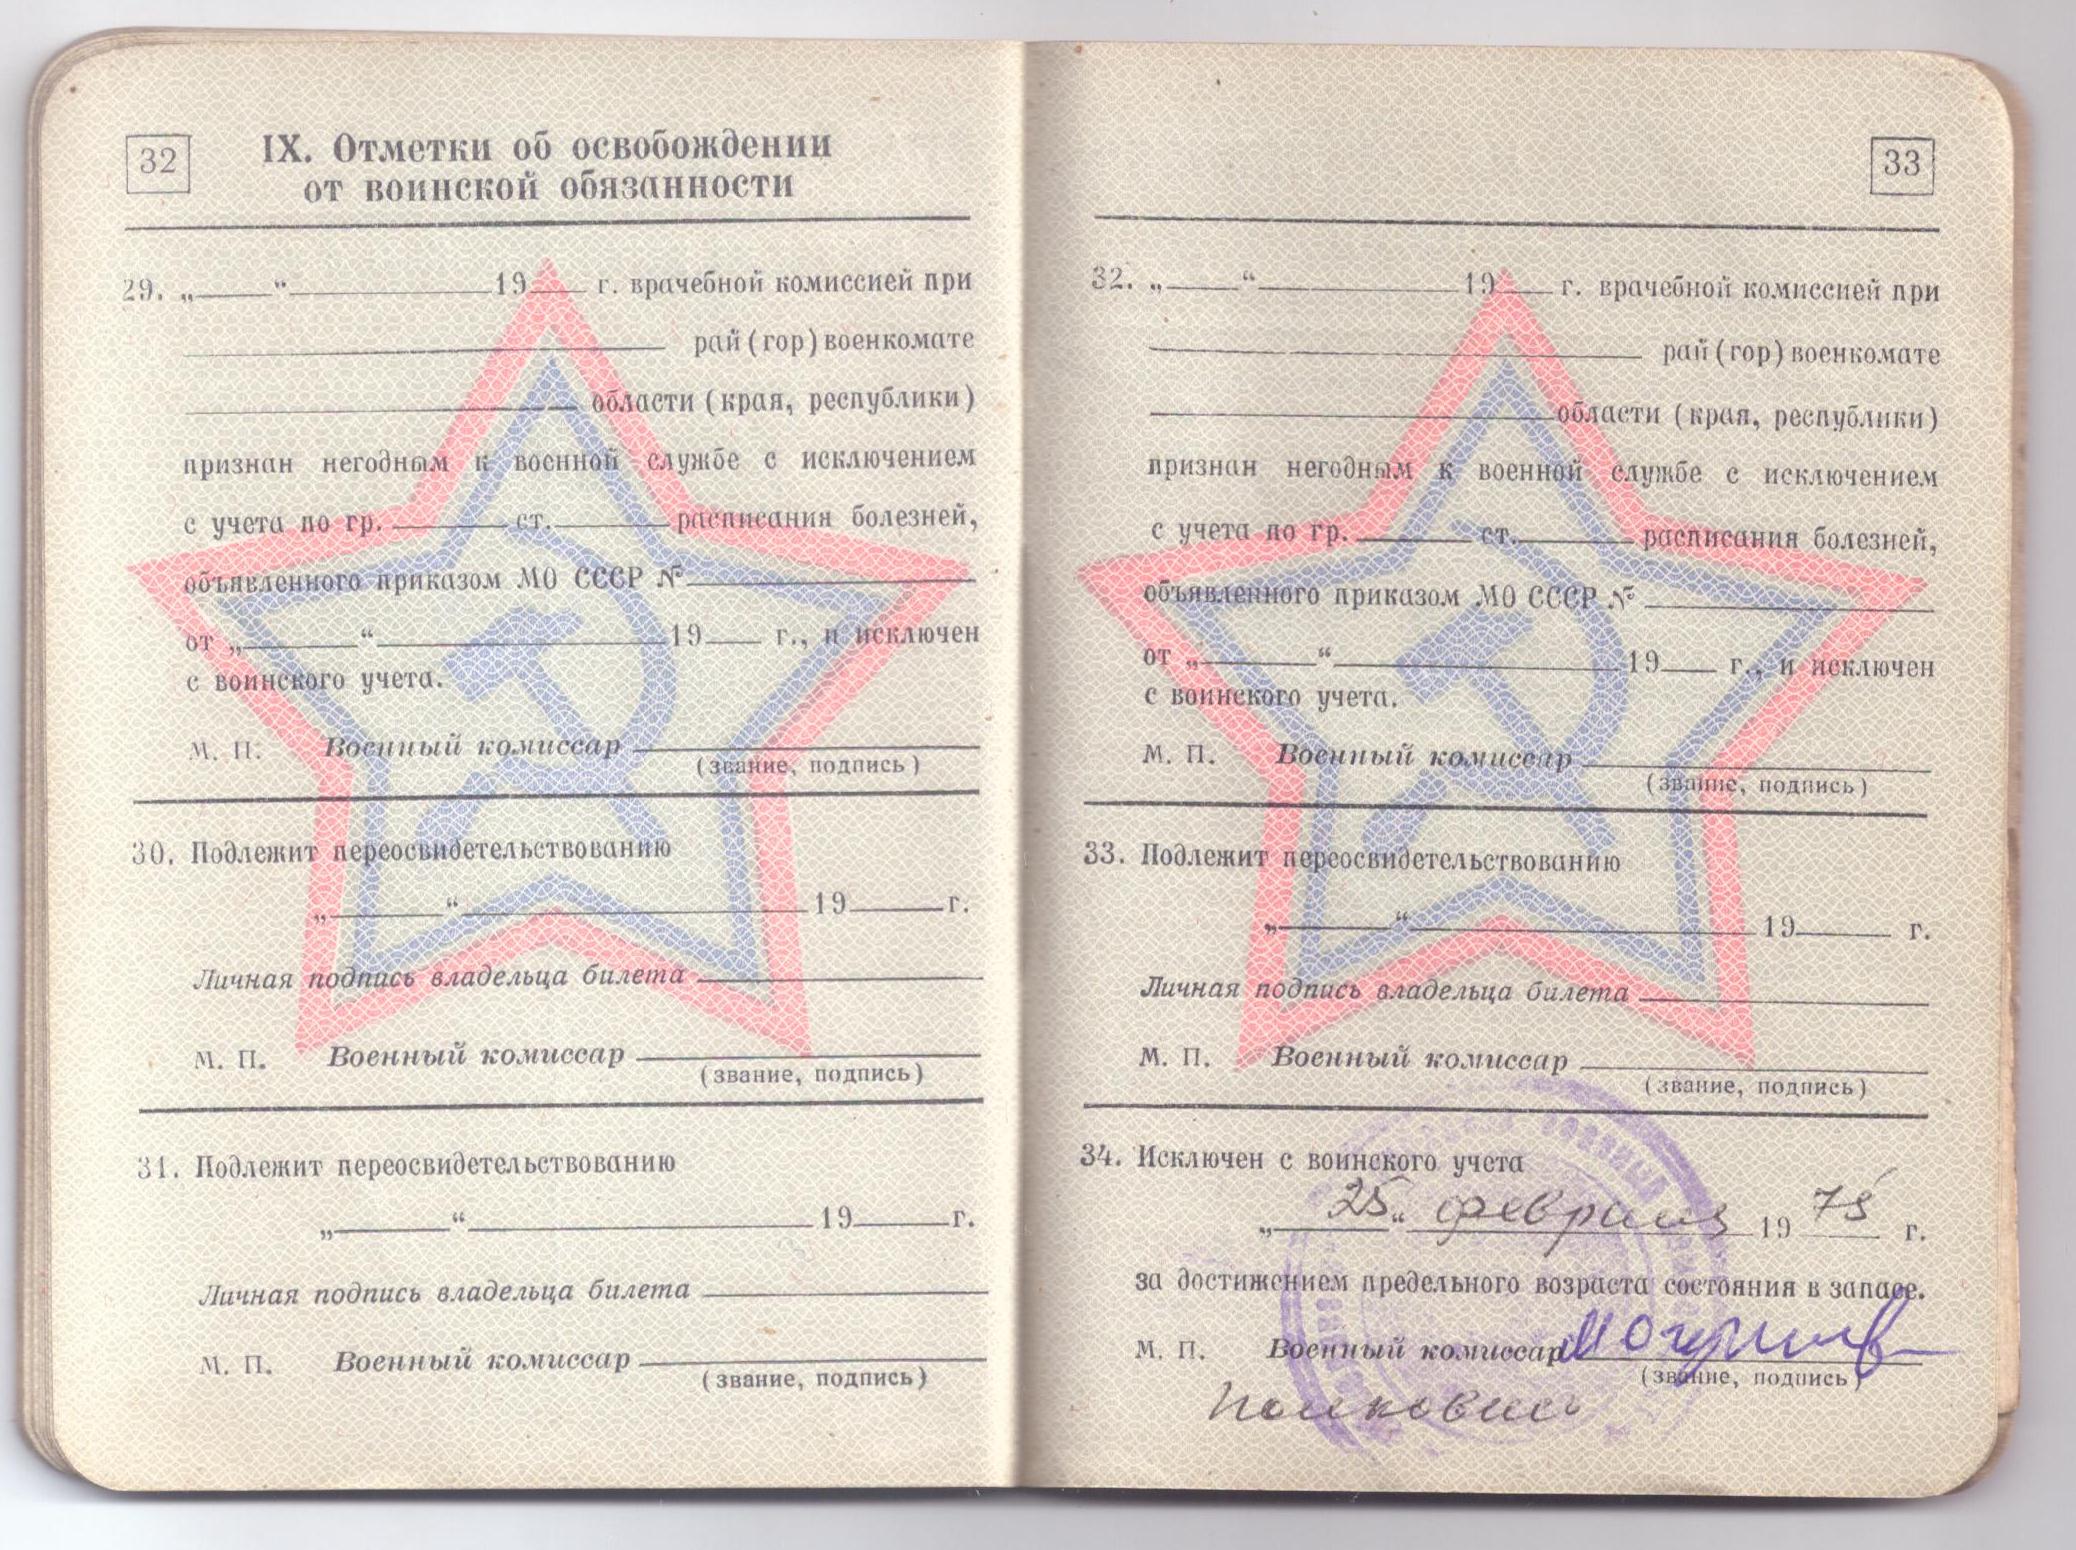 32
IX. Отметки об освобождении
от воинской обязанности
29. „ “ 19 г. врачебной комиссией при
рай (гор) военкомате
области (края, республики)
признан негодным к военной службе с исключением
с учета по гр. ст. расписания болезней,
объявленного приказом МО СССР №
от „ “ 19 г., и исключен
с воинского учета.
М. П. Военный комиссар
(звание, подпись)
30. Подлежит переосвидетельствованию
„ “ 19 г.
Личная подпись владельца билета
М. П. Военный комиссар
(звание, подпись)
31. Подлежит переосвидетельствованию
„ “ 19 г.
Личная подпись владельца билета
М. П. Военный комиссар
(звание, подпись)
33
32. „ “ 19 г. врачебной комиссией при
рай (гор) военкомате
области (края, республики)
признан негодным к военной службе с исключением
с учета по гр. ст. расписания болезней,
объявленного приказом МО СССР №
от „ “ 19 г., и исключен
с воинского учета.
М. П. Военный комиссар
(звание, подпись)
33. Подлежит переосвидетельствованию
„ “ 19 г.
Личная подпись владельца билета
М. П. Военный комиссар
(звание, подпись)
34. Исключен с воинского учета
„ 25 “ февраля 19 75 г.
за достижением предельного возраста состояния в запасе.
М. П. Военный комиссар
(звание, подпись)